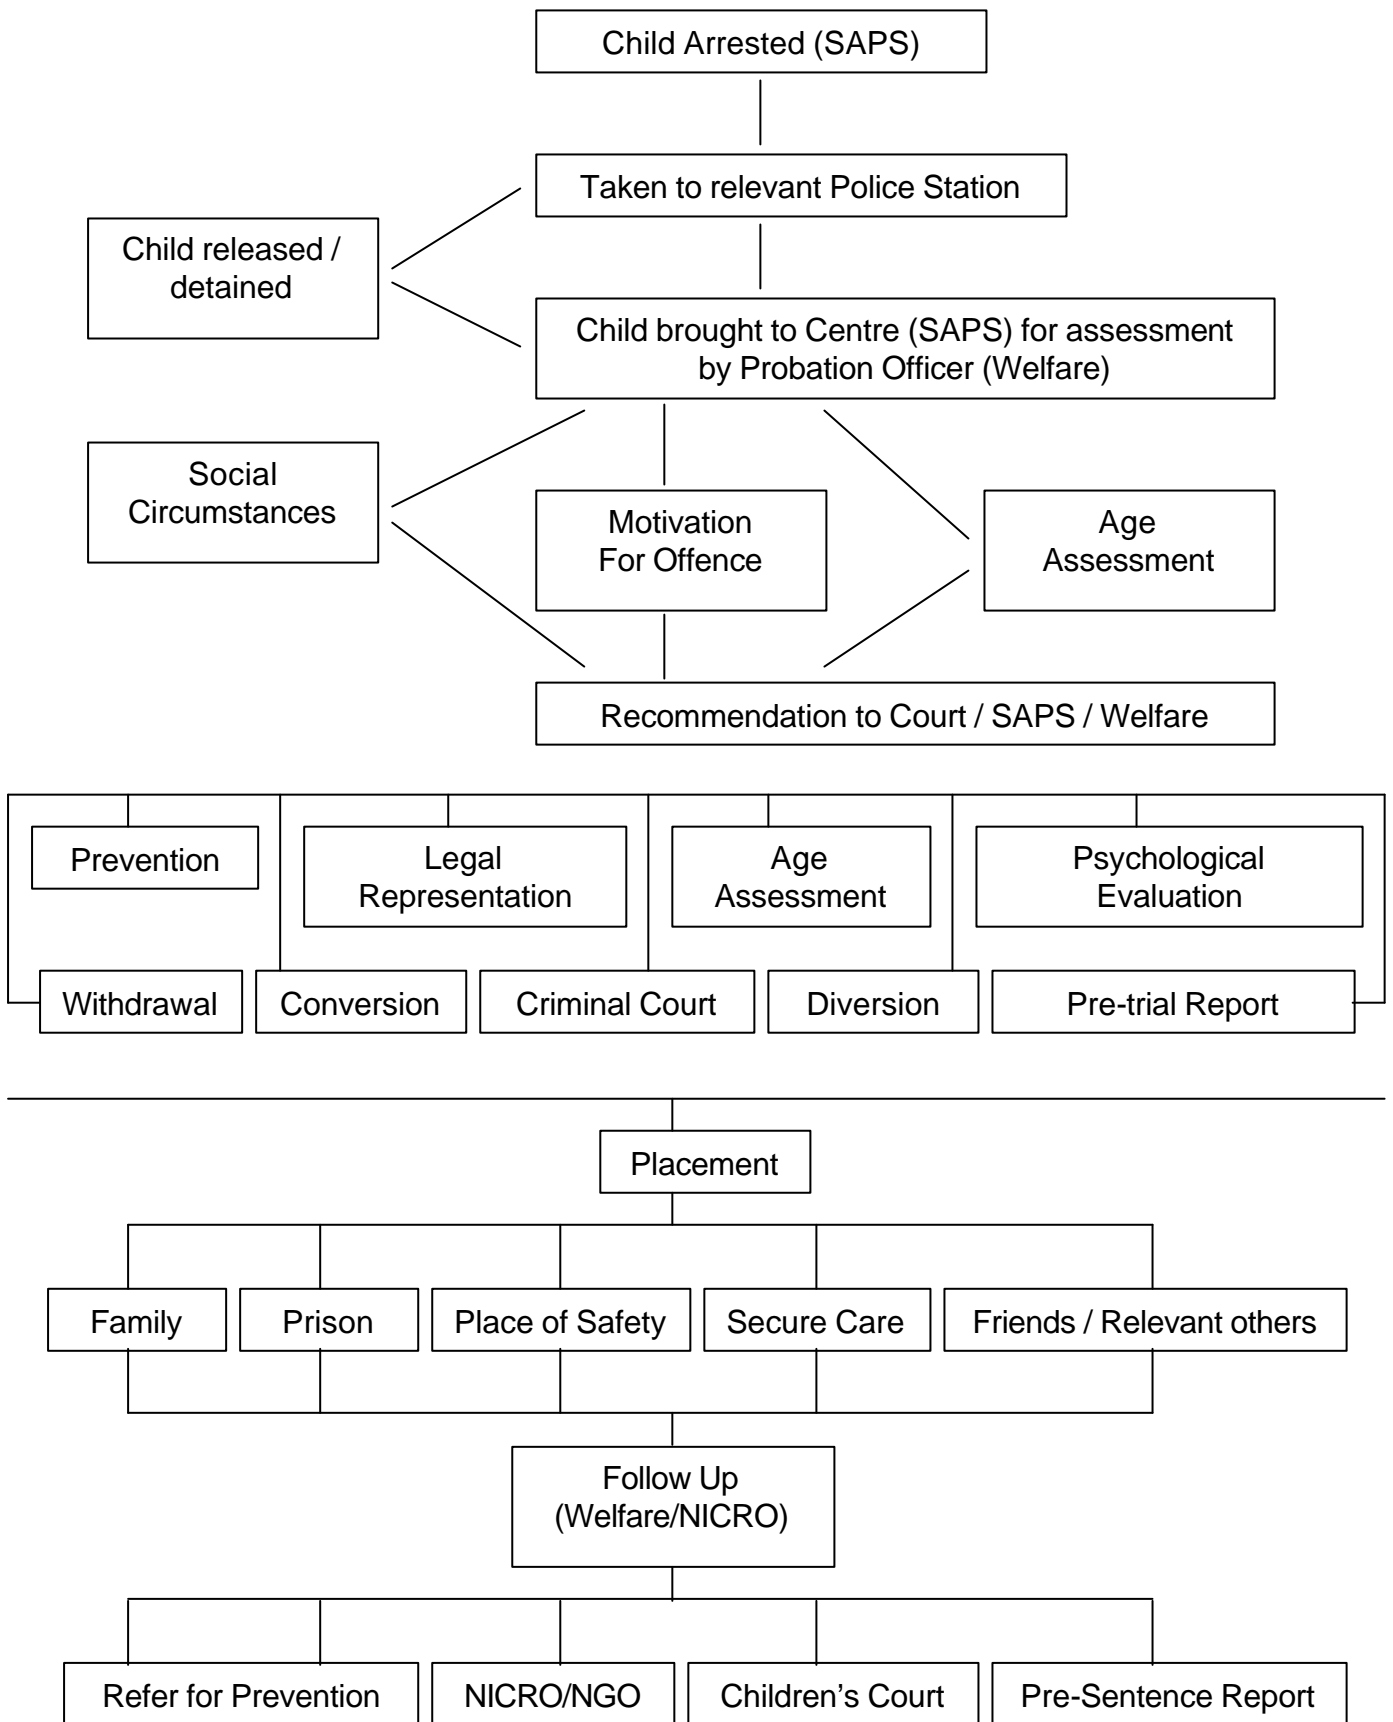 Child Arrested (SAPS)
Taken to relevant Police Station
Child released /
detained
Child brought to Centre (SAPS) for assessment
by Probation Officer (Welfare)
Social
Circumstances
Motivation
For Offence
Age
Assessment
Recommendation to Court / SAPS / Welfare
Prevention
Legal
Representation
Age
Assessment
Psychological
Evaluation
Withdrawal
Conversion
Criminal Court
Diversion
Pre-trial Report
Placement
Family
Prison
Place of Safety
Secure Care
Friends / Relevant others
Follow Up
(Welfare/NICRO)
Refer for Prevention
NICRO/NGO
Children's Court
Pre-Sentence Report